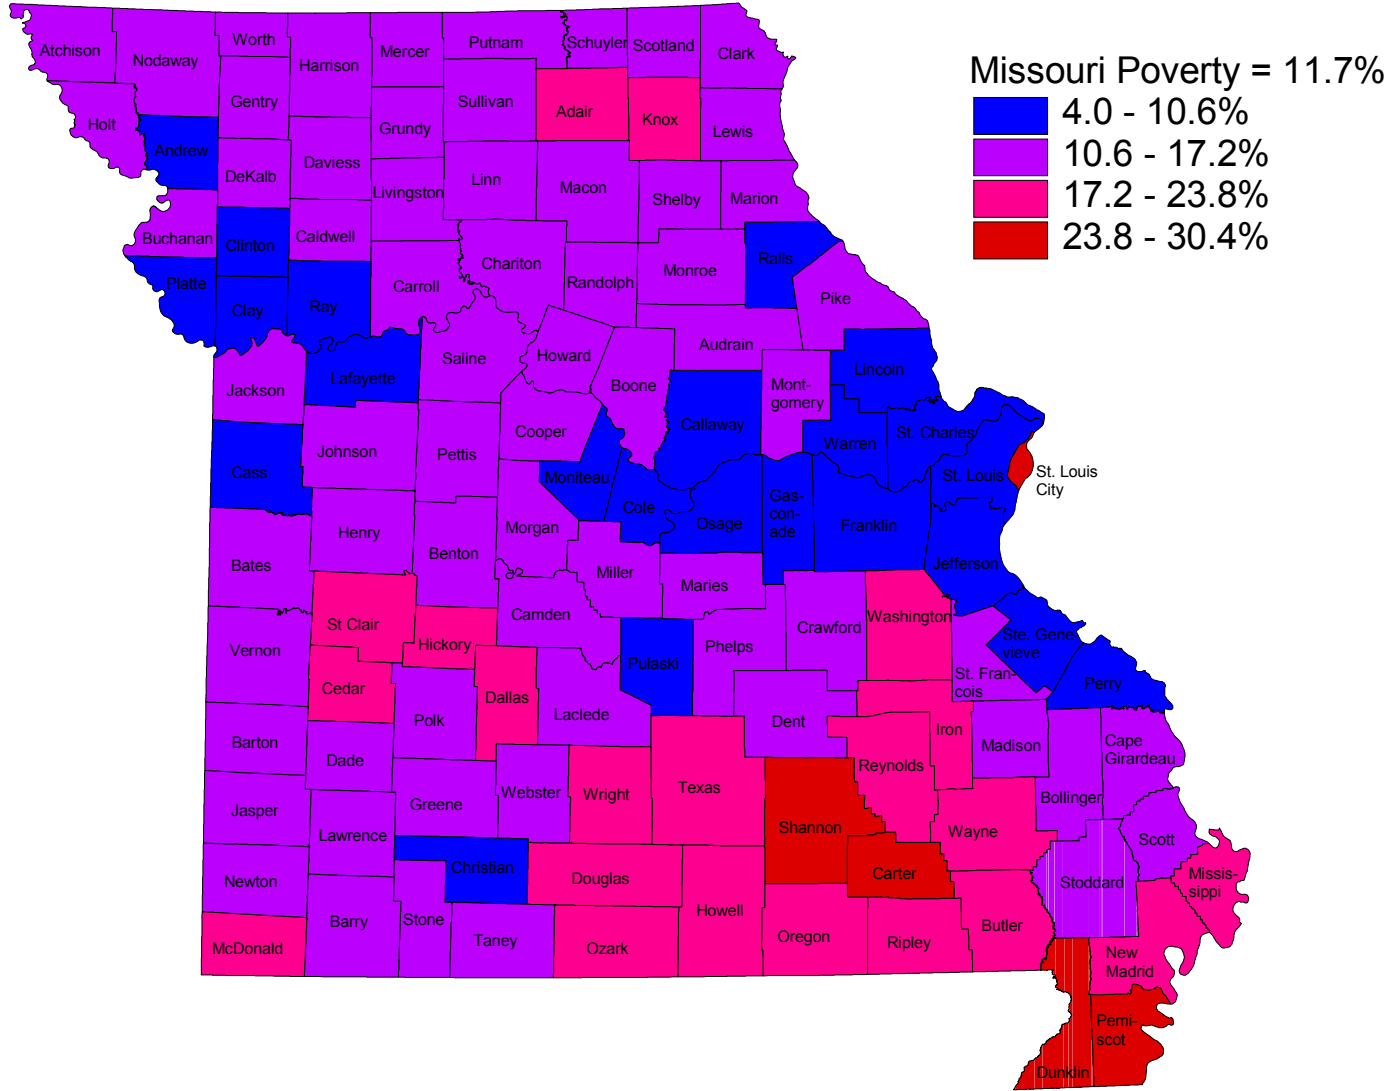 Missouri Poverty = 11.7%
4.0 - 10.6%
10.6 - 17.2%
17.2 - 23.8%
23.8 - 30.4%
Atchison
Nodaway
Worth
Harrison
Mercer
Putnam
Schuyler
Scotland
Clark
Holt
Andrew
Gentry
DeKalb
Daviess
Grundy
Sullivan
Adair
Knox
Lewis
Livingston
Linn
Macon
Shelby
Marion
Buchanan
Clinton
Caldwell
Platte
Clay
Ray
Carroll
Chariton
Randolph
Monroe
Ralls
Pike
Audrain
Jackson
Lafayette
Saline
Howard
Boone
Callaway
Mont-
gomery
Lincoln
Warren
St. Charles
St. Louis
St. Louis
City
Cass
Johnson
Pettis
Cooper
Moniteau
Cole
Osage
Gas-
con-
ade
Franklin
Jefferson
Bates
Henry
Benton
Morgan
Miller
Maries
Camden
Vernon
St Clair
Hickory
Pulaski
Phelps
Crawford
Washington
St. Fran-
cois
Ste. Gene-
vieve
Perry
Cedar
Polk
Dallas
Laclede
Dent
Iron
Madison
Cape
Girardeau
Bollinger
Barton
Dade
Greene
Webster
Wright
Texas
Reynolds
Shannon
Wayne
Scott
Jasper
Lawrence
Christian
Douglas
Carter
Stoddard
Missis-
sippi
Newton
Barry
Stone
Taney
Ozark
Howell
Oregon
Ripley
Butler
McDonald
New
Madrid
Pemi-
scot
Dunklin